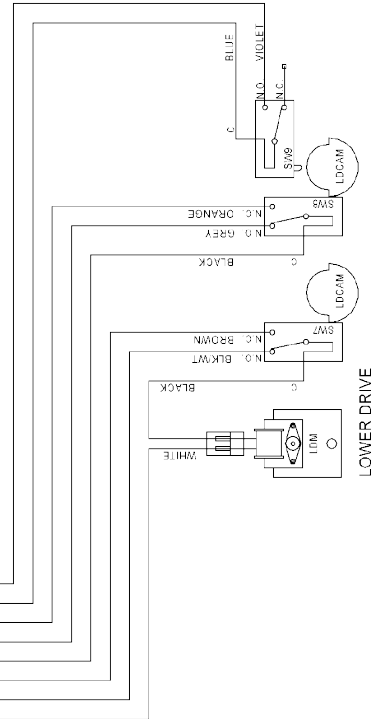 BLUE
VIOLET
N.O.
N.C.
C
SW9
U
LDCAM
SW8
N.C. ORANGE
N.O. GREY
BLACK
C
LDCAM
SW7
N.C. BROWN
N.O. BLK/WT
BLACK
C
LDM
WHITE
LOWER DRIVE